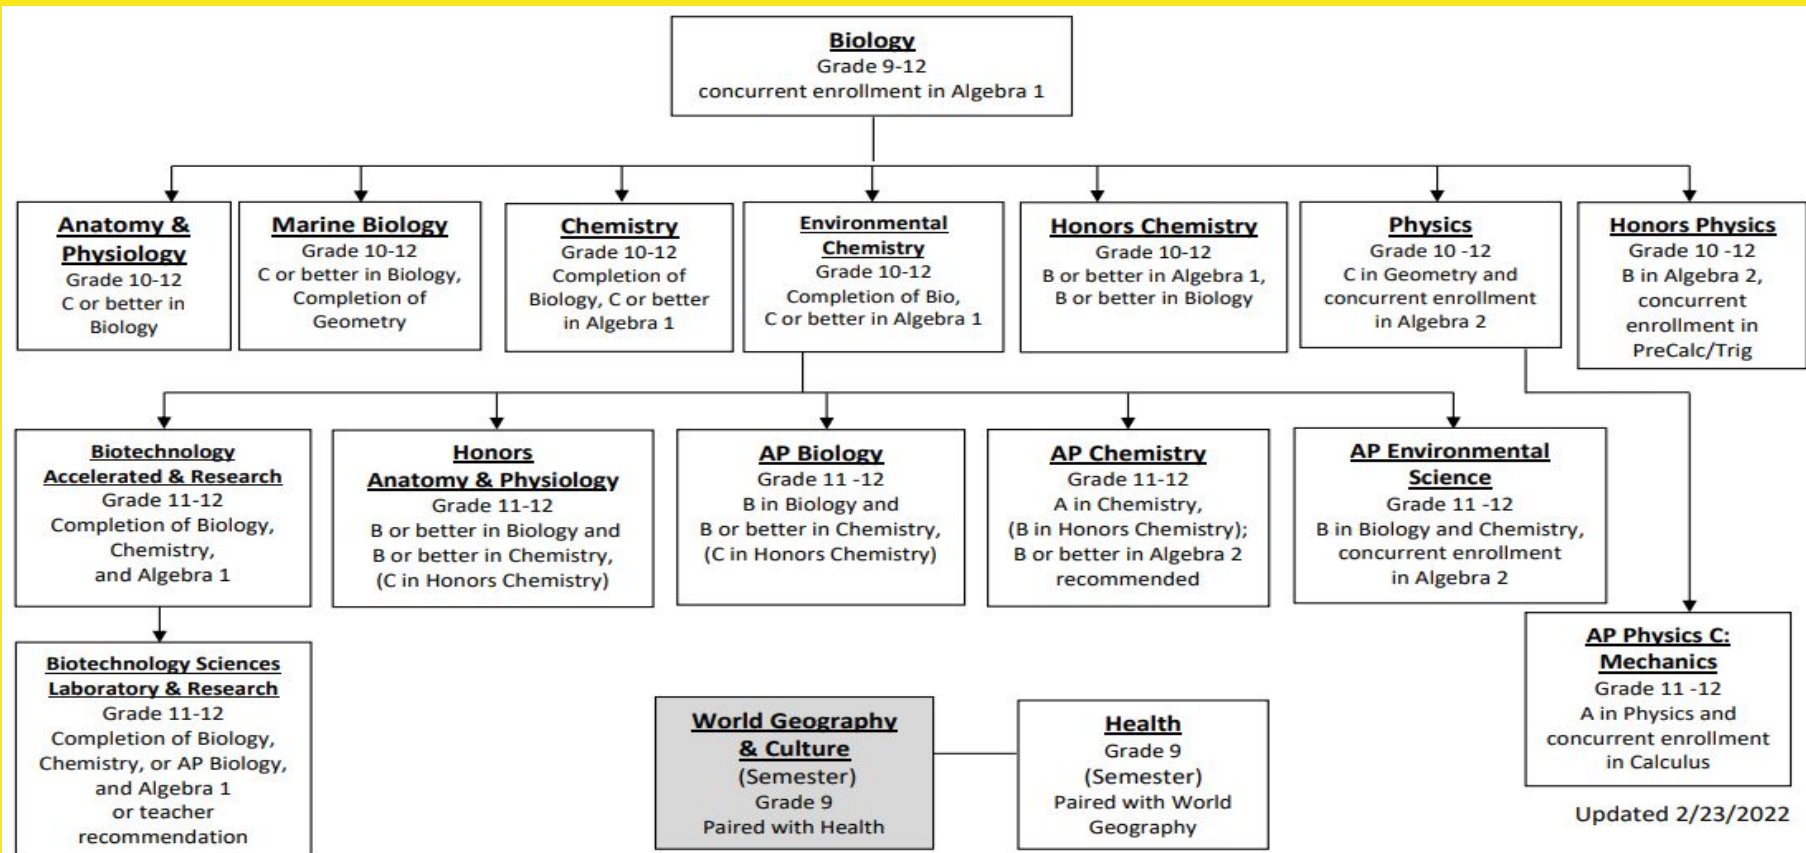 Biology
Grade 9-12
concurrent enrollment in Algebra 1
Anatomy &
Physiology
Grade 10-12
C or better in
Biology
Marine Biology
Grade 10-12
C or better in Biology,
Completion of
Geometry
Chemistry
Grade 10-12
Completion of
Biology, C or better
in Algebra 1
Environmental
Chemistry
Grade 10-12
Completion of Bio,
C or better in Algebra 1
Honors Chemistry
Grade 10-12
B or better in Algebra 1,
B or better in Biology
Physics
Grade 10 -12
C in Geometry and
concurrent enrollment
in Algebra 2
Honors Physics
Grade 10 -12
B in Algebra 2,
concurrent
enrollment in
PreCalc/Trig
Biotechnology
Accelerated & Research
Grade 11-12
Completion of Biology,
Chemistry,
and Algebra 1
Honors
Anatomy & Physiology
Grade 11-12
B or better in Biology and
B or better in Chemistry,
(C in Honors Chemistry)
AP Biology
Grade 11 -12
B in Biology and
B or better in Chemistry,
(C in Honors Chemistry)
AP Chemistry
Grade 11-12
A in Chemistry,
(B in Honors Chemistry);
B or better in Algebra 2
recommended
AP Environmental
Science
Grade 11 -12
B in Biology and Chemistry,
concurrent enrollment
in Algebra 2
Biotechnology Sciences
Laboratory & Research
Grade 11-12
Completion of Biology,
Chemistry, or AP Biology,
and Algebra 1
or teacher
recommendation
World Geography
& Culture
(Semester)
Grade 9
Paired with Health
Health
Grade 9
(Semester)
Paired with World
Geography
AP Physics C:
Mechanics
Grade 11 -12
A in Physics and
concurrent enrollment
in Calculus
Updated 2/23/2022